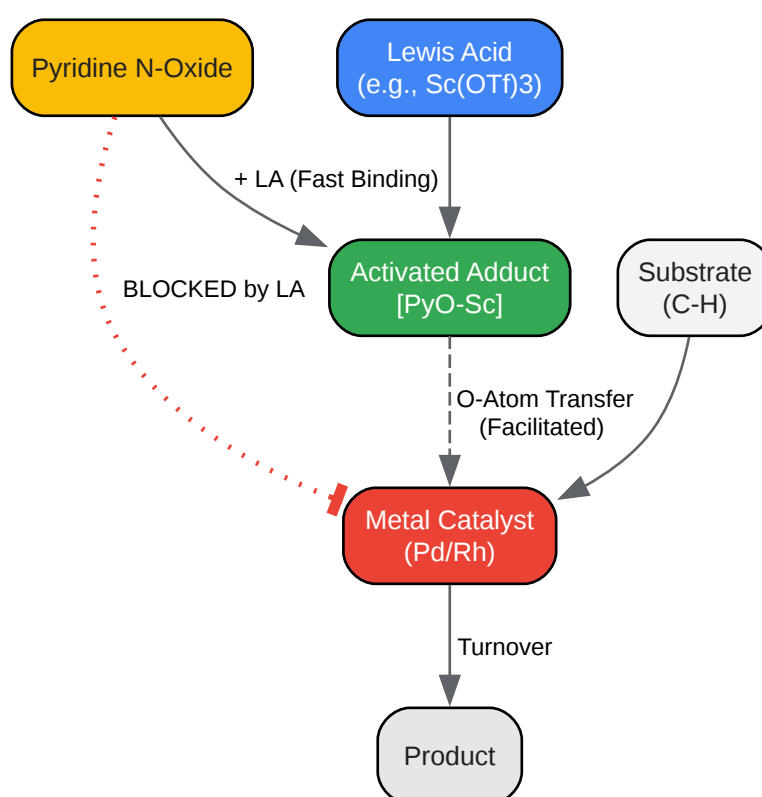 Pyridine N-Oxide
Lewis Acid
(e.g., Sc(OTf)3)
+ LA (Fast Binding)
Activated Adduct
[PyO-Sc]
Substrate
(C-H)
BLOCKED by LA
O-Atom Transfer
(Facilitated)
Metal Catalyst
(Pd/Rh)
Turnover
Product